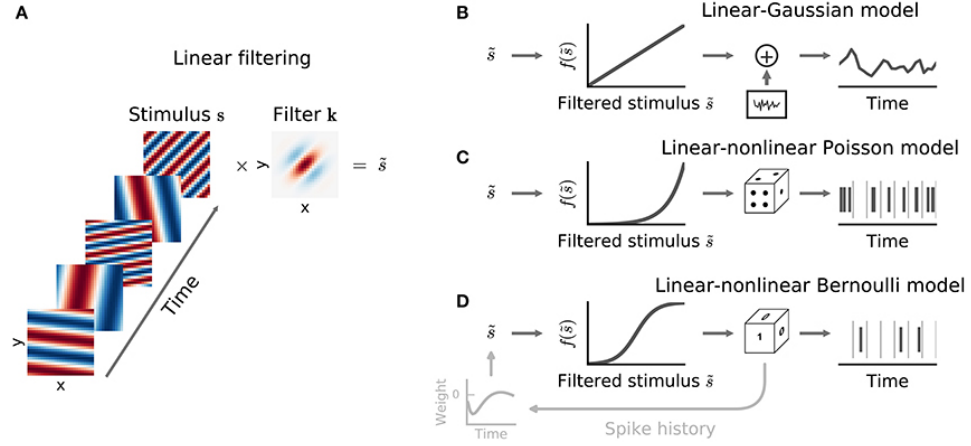 A
Linear filtering
Stimulus s
Filter k
× = s̃
y
x
y
x
Time
B
Linear-Gaussian model
s̃
f(s̃)
+
Filtered stimulus s̃
Time
C
Linear-nonlinear Poisson model
s̃
f(s̃)
Filtered stimulus s̃
Time
D
Linear-nonlinear Bernoulli model
s̃
f(s̃)
0
1
0
Filtered stimulus s̃
Time
Weight
0
Time
Spike history